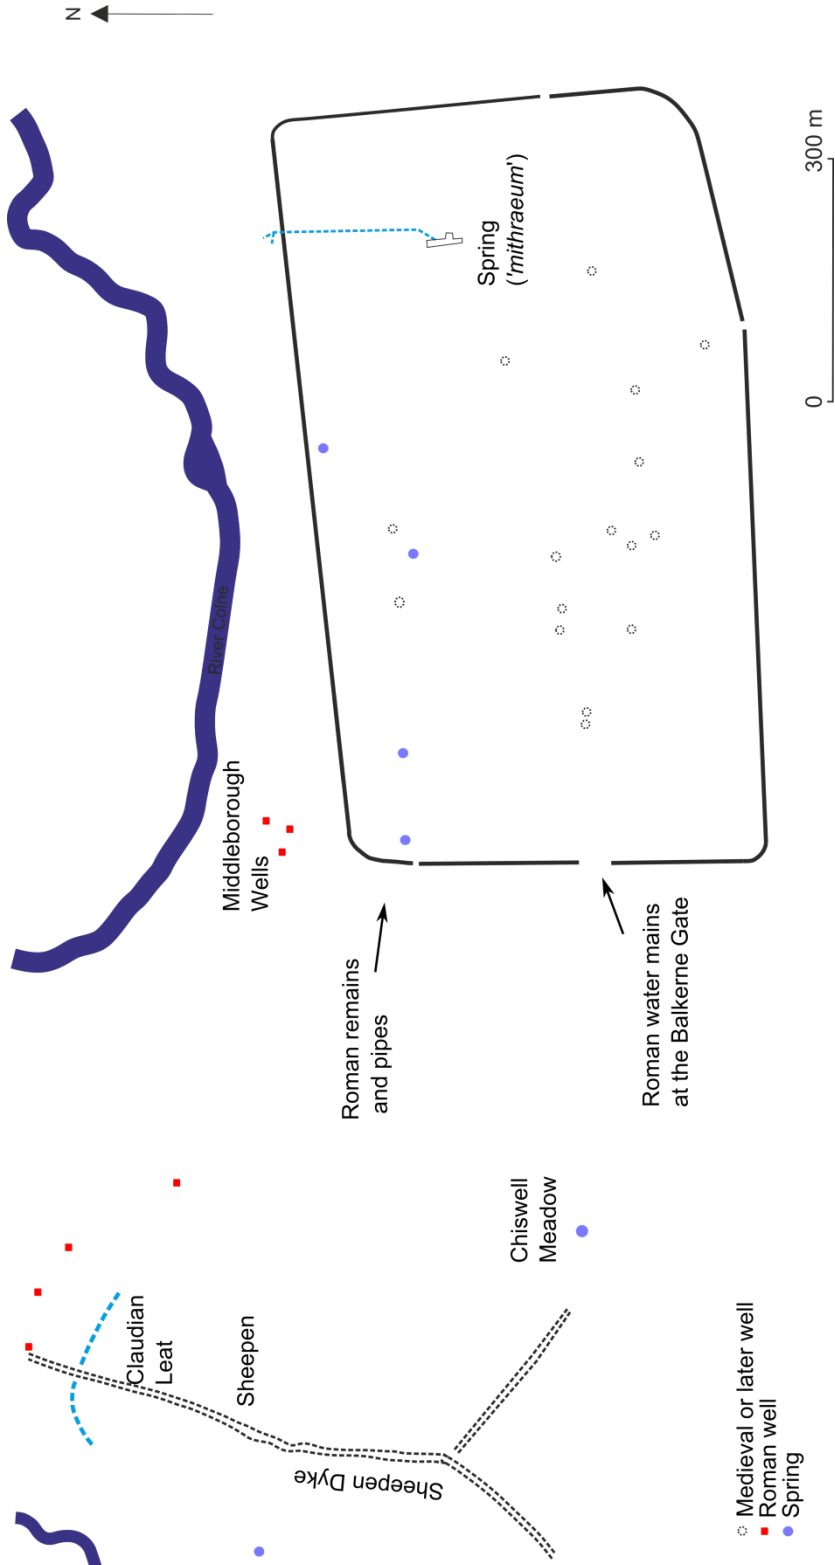 N
River Colne
Middleborough
Wells
Claudian
Leat
Sheepen
Sheepen Dyke
Roman remains
and pipes
Spring
('mithraeum')
Chiswell
Meadow
Roman water mains
at the Balkerne Gate
Medieval or later well
Roman well
Spring
0
300 m